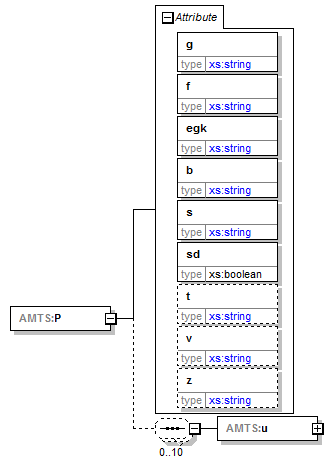 Attribute
g
type xs:string
f
type xs:string
egk
type xs:string
b
type xs:string
s
type xs:string
sd
type xs:boolean
t
type xs:string
v
type xs:string
z
type xs:string
AMTS:P
AMTS:u
0..10